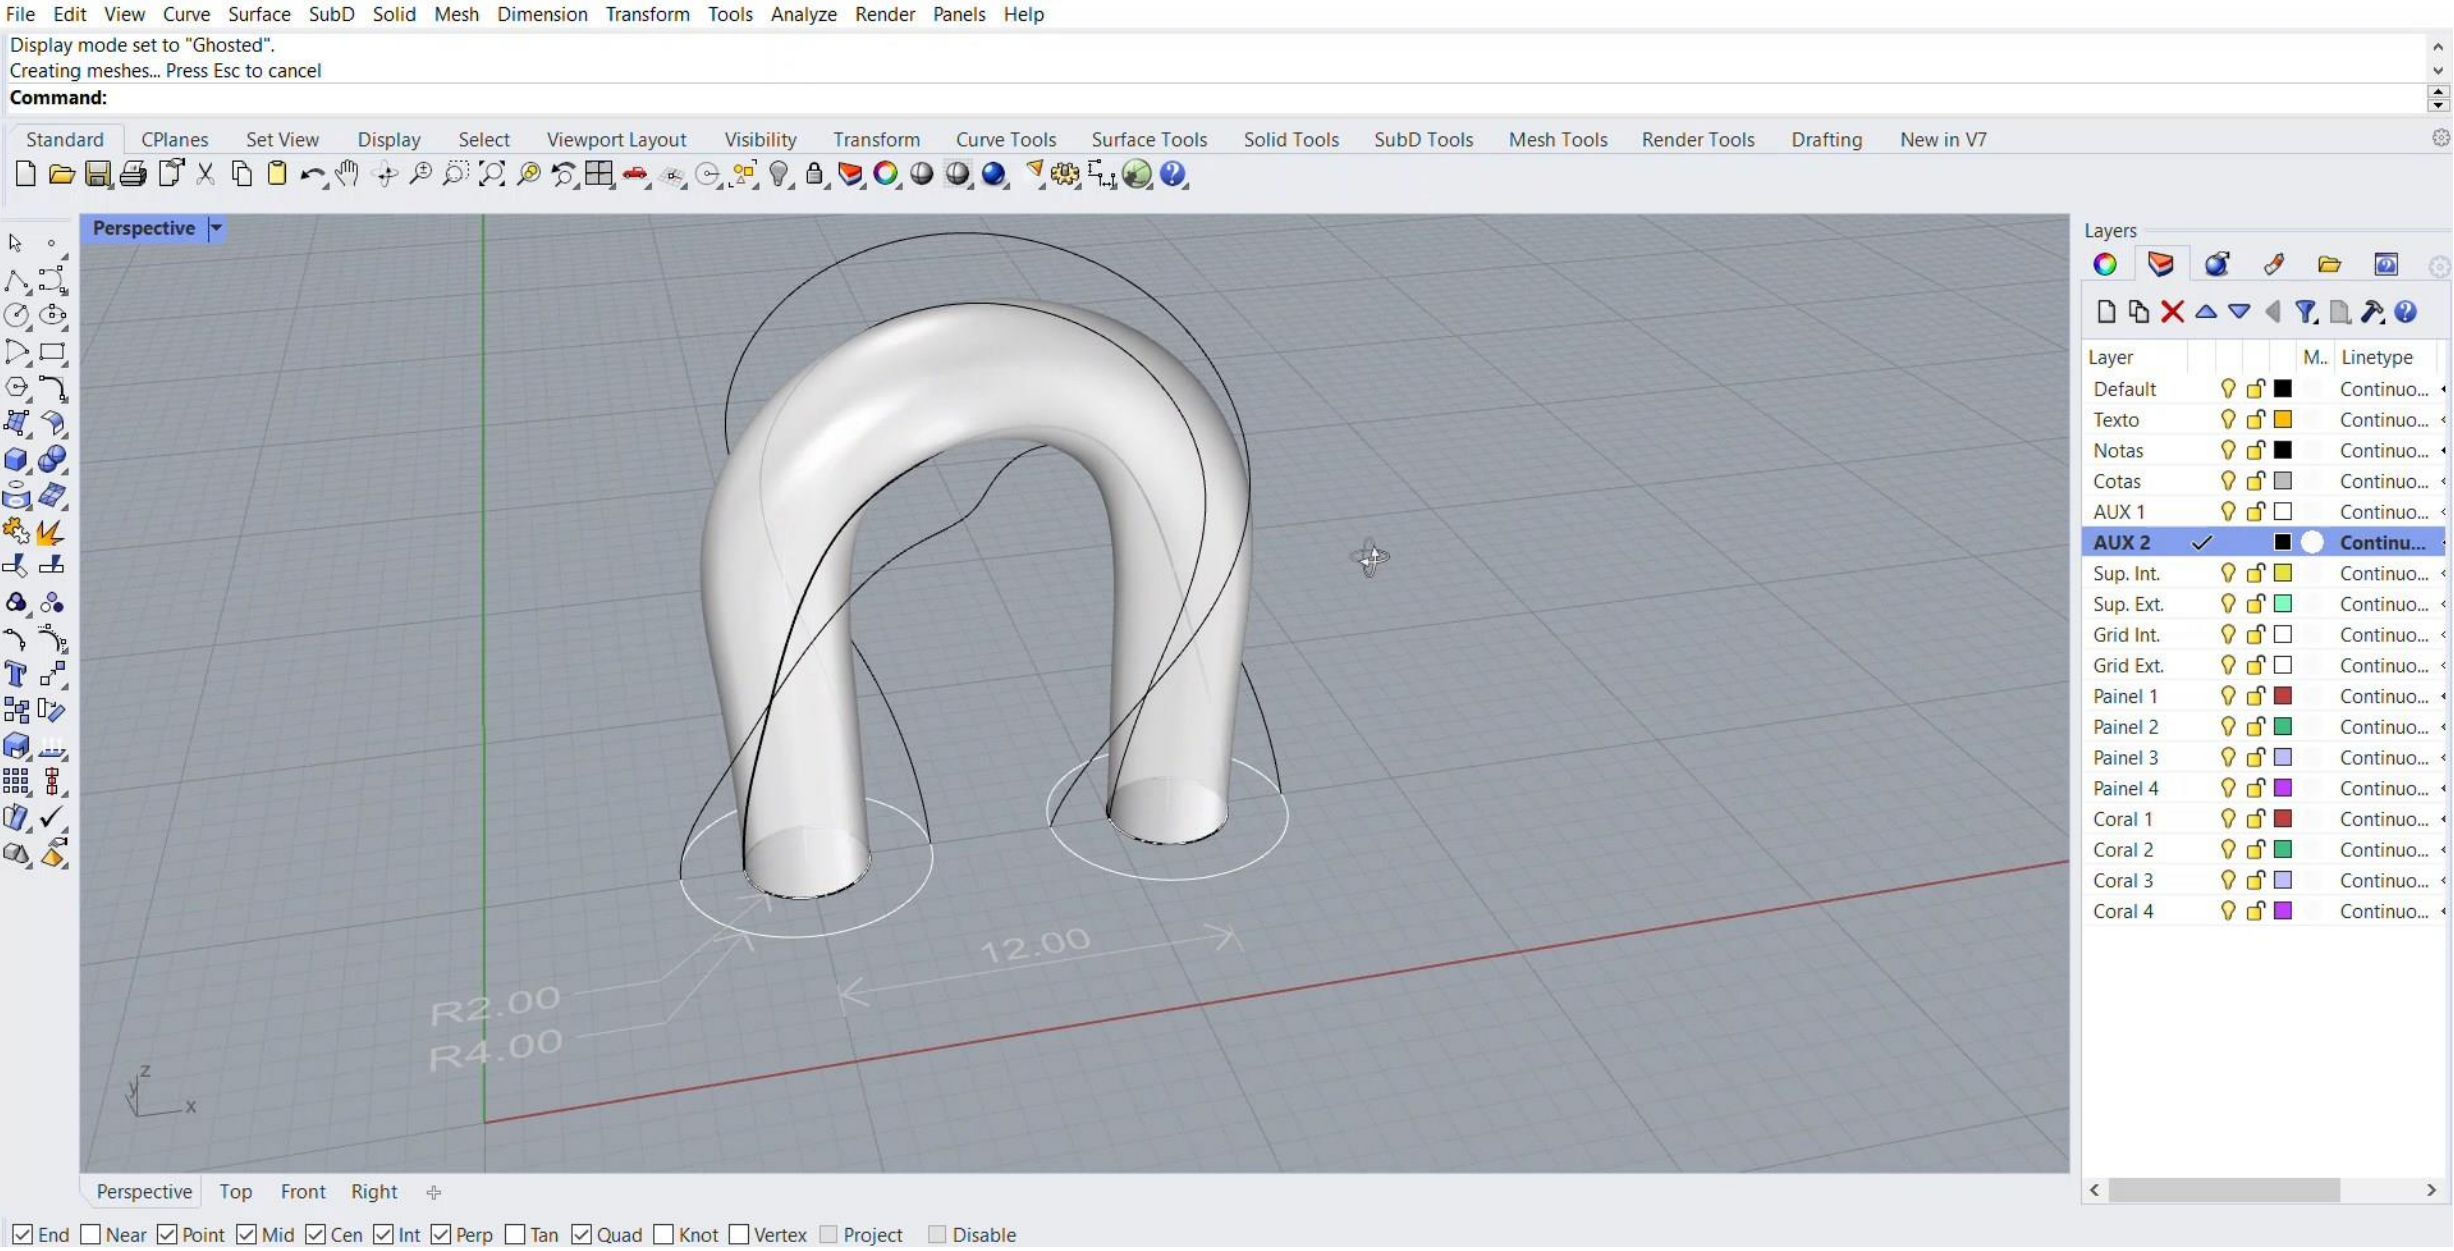 File Edit View Curve Surface SubD Solid Mesh Dimension Transform Tools Analyze Render Panels Help
Display mode set to "Ghosted".
Creating meshes... Press Esc to cancel
Command:
Standard CPlanes Set View Display Select Viewport Layout Visibility Transform Curve Tools Surface Tools Solid Tools SubD Tools Mesh Tools Render Tools Drafting New in V7
Perspective
Layers
Layer M.. Linetype
Default Continuo...
Texto Continuo...
Notas Continuo...
Cotas Continuo...
AUX 1 Continuo...
AUX 2 Continu...
Sup. Int. Continuo...
Sup. Ext. Continuo...
Grid Int. Continuo...
Grid Ext. Continuo...
Painel 1 Continuo...
Painel 2 Continuo...
Painel 3 Continuo...
Painel 4 Continuo...
Coral 1 Continuo...
Coral 2 Continuo...
Coral 3 Continuo...
Coral 4 Continuo...
12.00
R2.00
R4.00
z
y
x
Perspective Top Front Right
End Near Point Mid Cen Int Perp Tan Quad Knot Vertex Project Disable